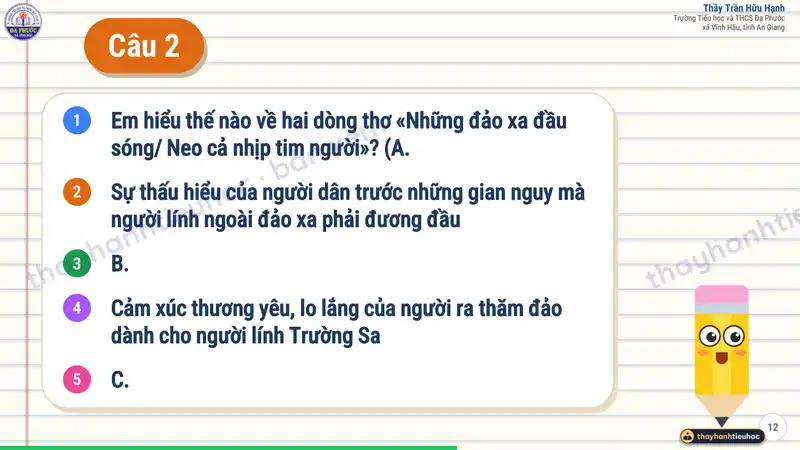 ĐA PHƯỚC
Thầy Trần Hữu Hạnh
Trường Tiểu học và THCS Đa Phước
xã Vĩnh Hậu, tỉnh An Giang
Câu 2
1 Em hiểu thế nào về hai dòng thơ «Những đảo xa đầu
sóng/ Neo cả nhịp tim người»? (A.
2 Sự thấu hiểu của người dân trước những gian nguy mà
người lính ngoài đảo xa phải đương đầu
3 B.
4 Cảm xúc thương yêu, lo lắng của người ra thăm đảo
dành cho người lính Trường Sa
5 C.
thayhanhtieuhoc
12